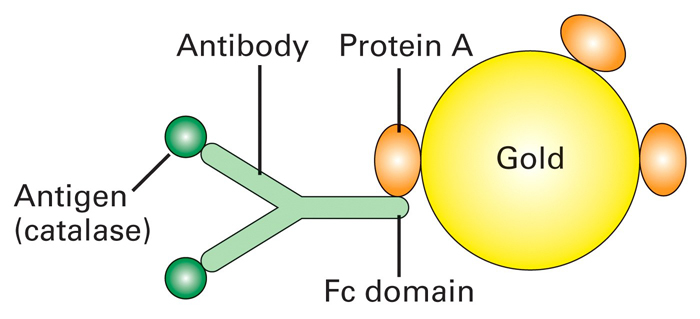 Antibody
Protein A
Gold
Antigen
(catalase)
Fc domain